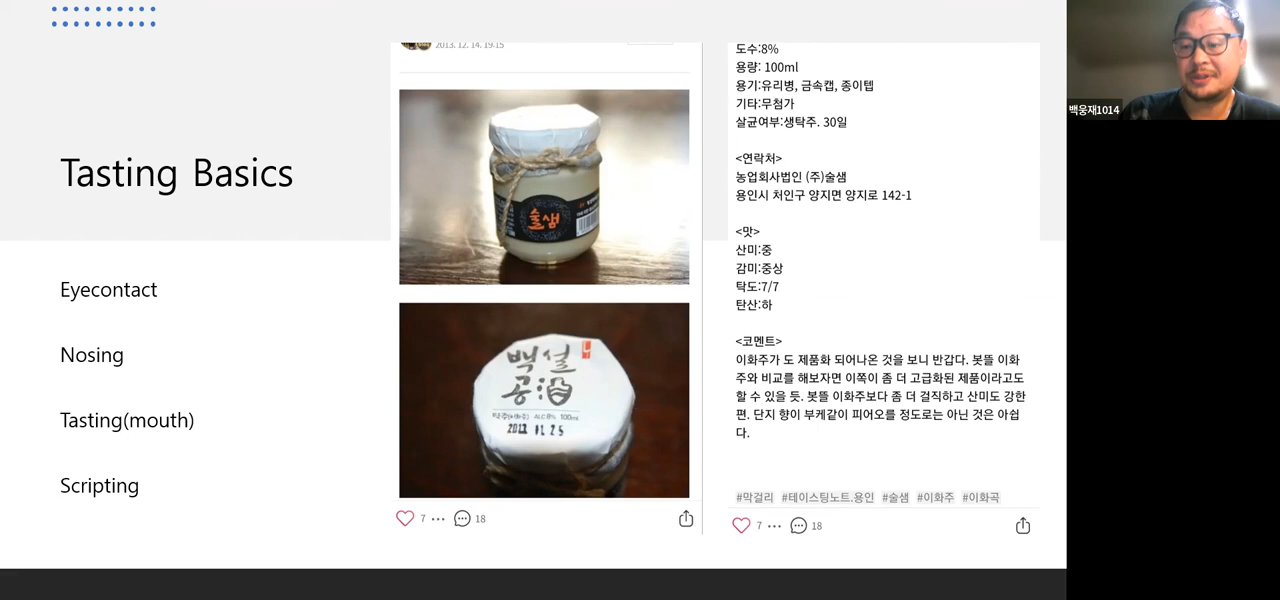 Tasting Basics
Eyecontact
Nosing
Tasting(mouth)
Scripting
2013. 12. 14. 19:15
술샘
백설
공酒
ALC 8% 100ml
7
18
도수:8%
용량: 100ml
용기:유리병, 금속캡, 종이텝
기타:무첨가
살균여부:생탁주. 30일
<연락처>
농업회사법인 (주)술샘
용인시 처인구 양지면 양지로 142-1
<맛>
산미:중
감미:중상
탁도:7/7
탄산:하
<코멘트>
이화주가 도 제품화 되어나온 것을 보니 반갑다. 봇뜰 이화
주와 비교를 해보자면 이쪽이 좀 더 고급화된 제품이라고도
할 수 있을 듯. 봇뜰 이화주보다 좀 더 걸직하고 산미도 강한
편. 단지 향이 부케같이 피어오를 정도로는 아닌 것은 아쉽
다.
#막걸리 #테이스팅노트.용인 #술샘 #이화주 #이화곡
7
18
백웅재1014